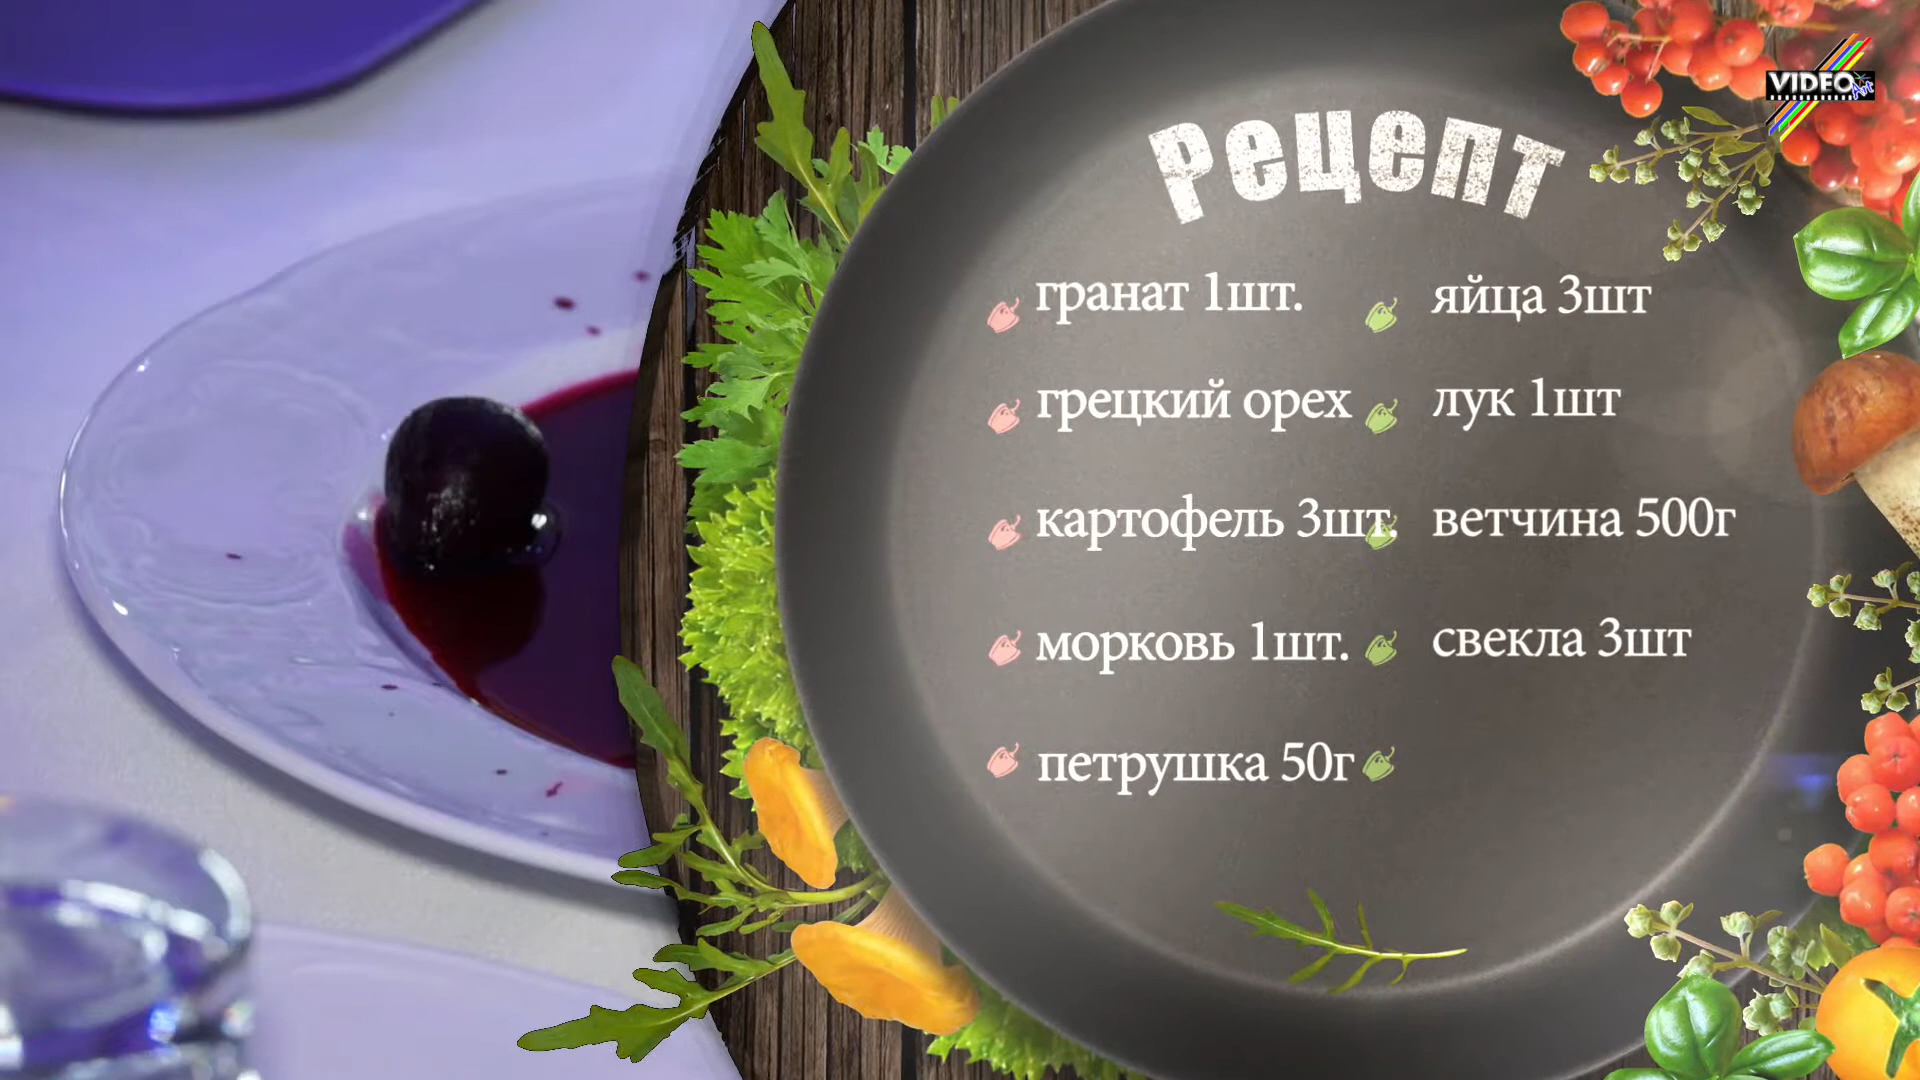 VIDEO Art
Рецепт
гранат 1шт.
грецкий орех
картофель 3шт.
морковь 1шт.
петрушка 50г
яйца 3шт
лук 1шт
ветчина 500г
свекла 3шт